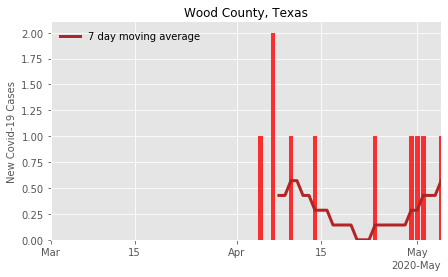 Wood County, Texas
7 day moving average
New Covid-19 Cases
2.00
1.75
1.50
1.25
1.00
0.75
0.50
0.25
0.00
Mar 15 Apr 15 May
2020-May